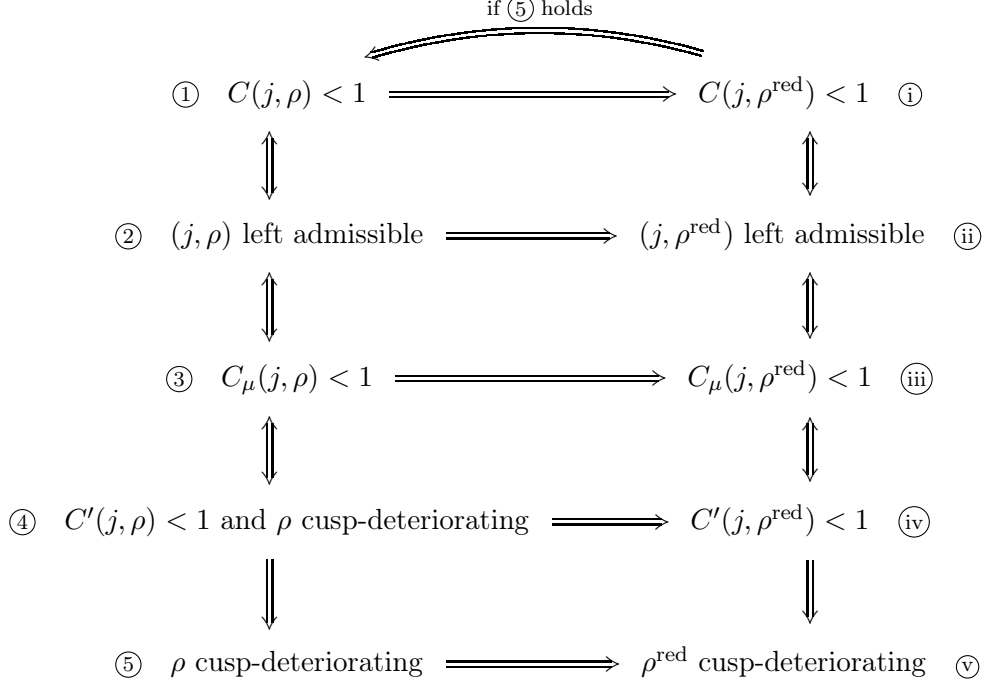 if ⑤ holds
① C(j, ρ) < 1 C(j, ρ^red) < 1 ⓘ
② (j, ρ) left admissible (j, ρ^red) left admissible (ii)
③ C_μ(j, ρ) < 1 C_μ(j, ρ^red) < 1 (iii)
④ C′(j, ρ) < 1 and ρ cusp-deteriorating C′(j, ρ^red) < 1 (iv)
⑤ ρ cusp-deteriorating ρ^red cusp-deteriorating ⓥ